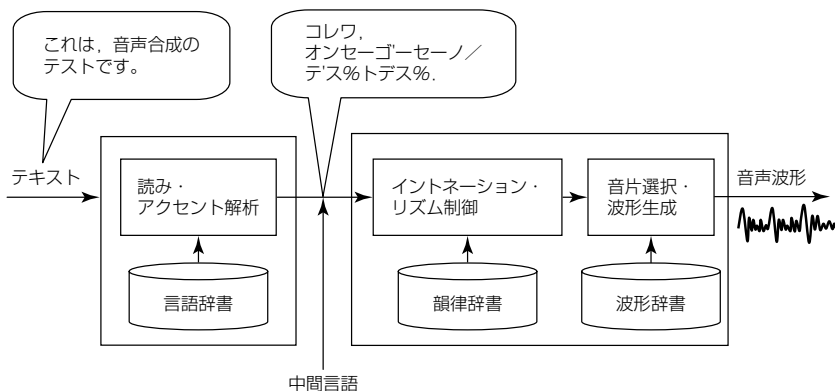 これは，音声合成の
テストです。
コレワ，
オンセーゴーセーノ／
テ'ス%トデス%.
テキスト
読み・
アクセント解析
イントネーション・
リズム制御
音片選択・
波形生成
音声波形
言語辞書
韻律辞書
波形辞書
中間言語